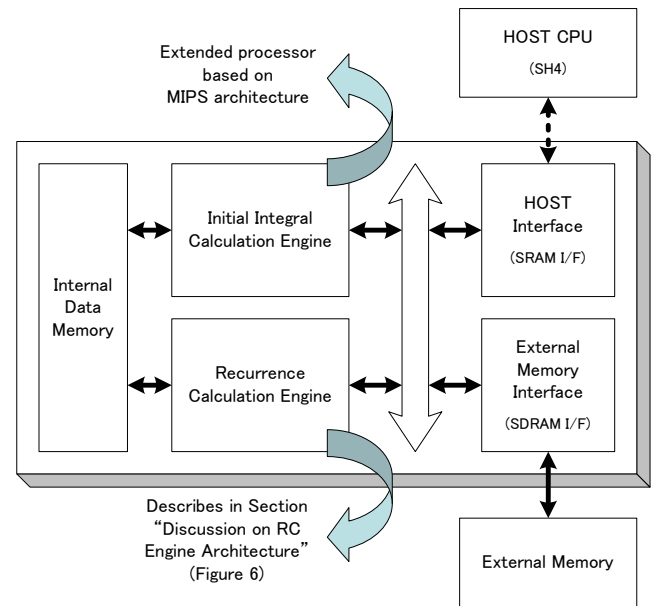 Extended processor
based on
MIPS architecture
HOST CPU
(SH4)
Internal
Data
Memory
Initial Integral
Calculation Engine
HOST
Interface
(SRAM I/F)
Recurrence
Calculation Engine
External
Memory
Interface
(SDRAM I/F)
Describes in Section
“Discussion on RC
Engine Architecture”
(Figure 6)
External Memory